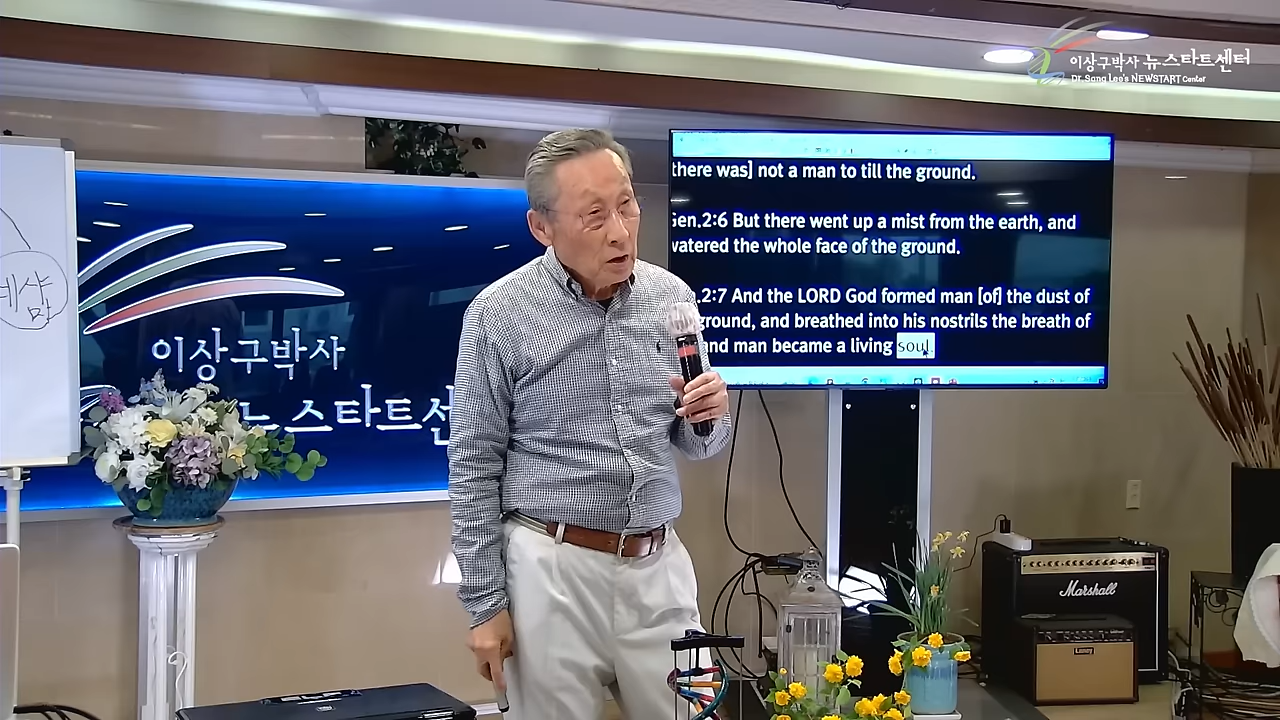 이상구박사 뉴스타트센터
Dr. Sang Lee's NEWSTART Center
there was] not a man to till the ground.
Gen.2:6 But there went up a mist from the earth, and
watered the whole face of the ground.
.2:7 And the LORD God formed man [of] the dust of
ground, and breathed into his nostrils the breath of
and man became a living soul.
이상구박사
뉴스타트센
Marshall
Laney